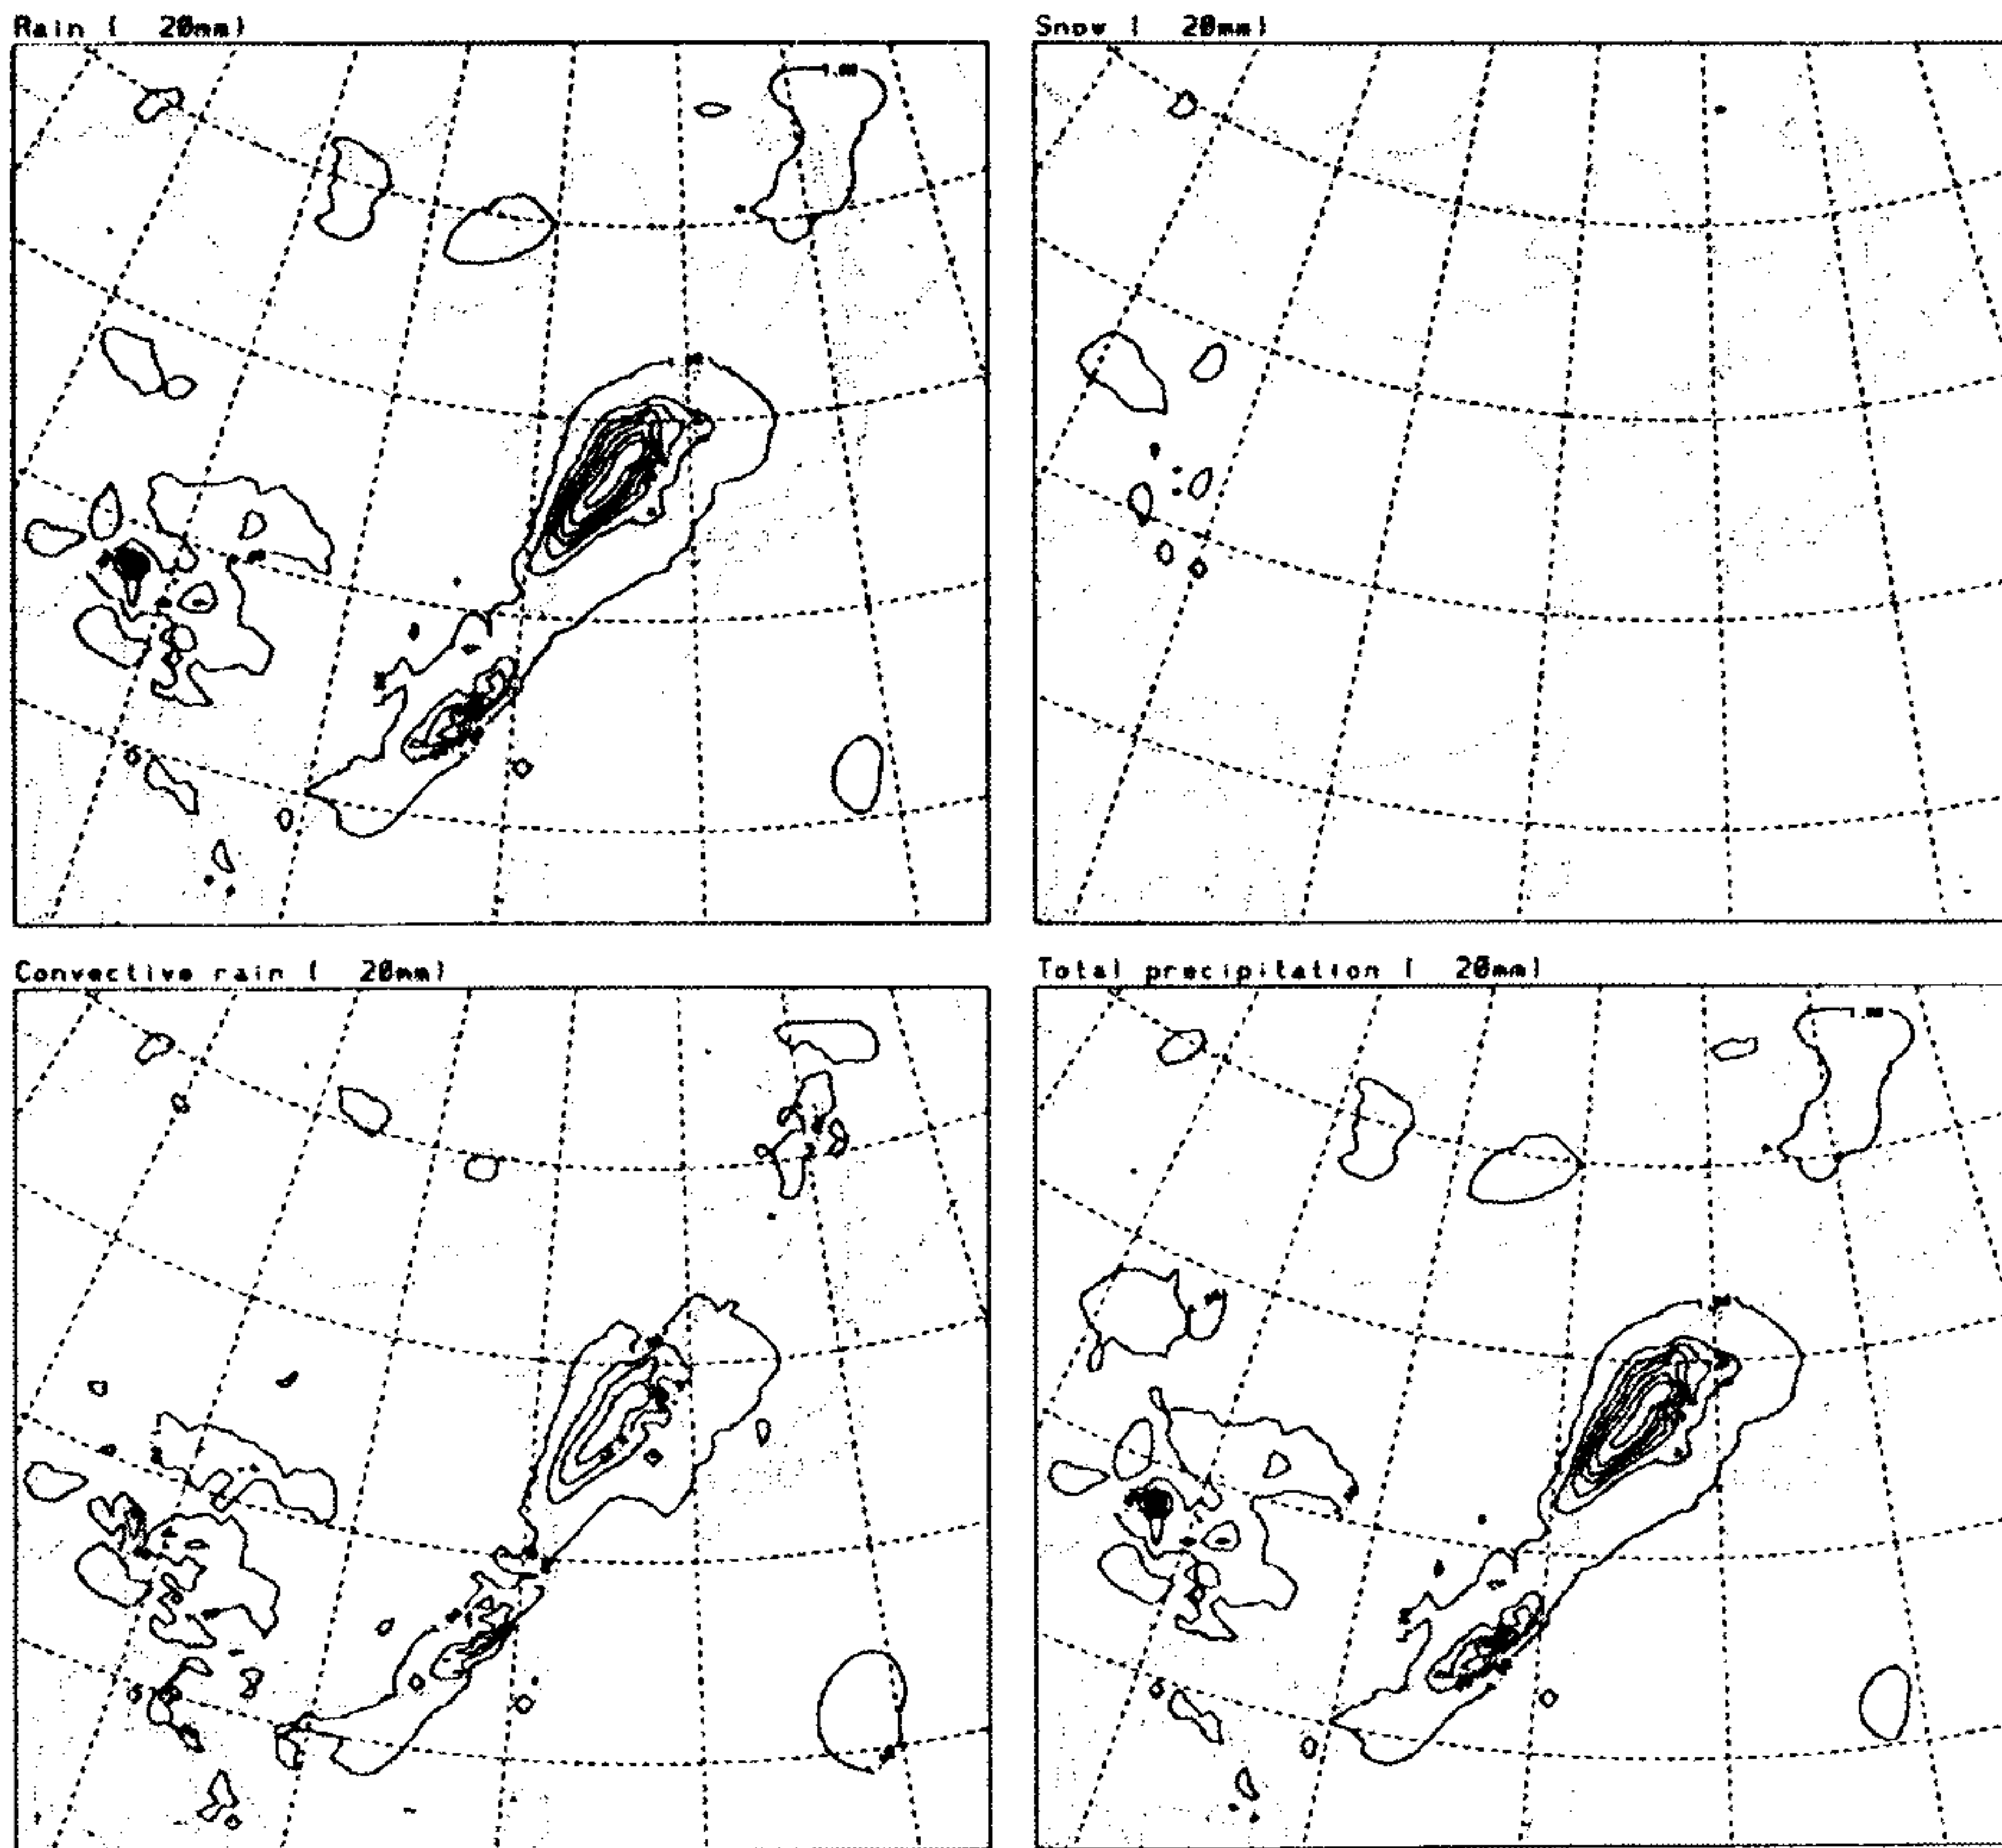 Rain ( 20mm)
Snow ( 20mm)
Convective rain ( 20mm)
Total precipitation ( 20mm)